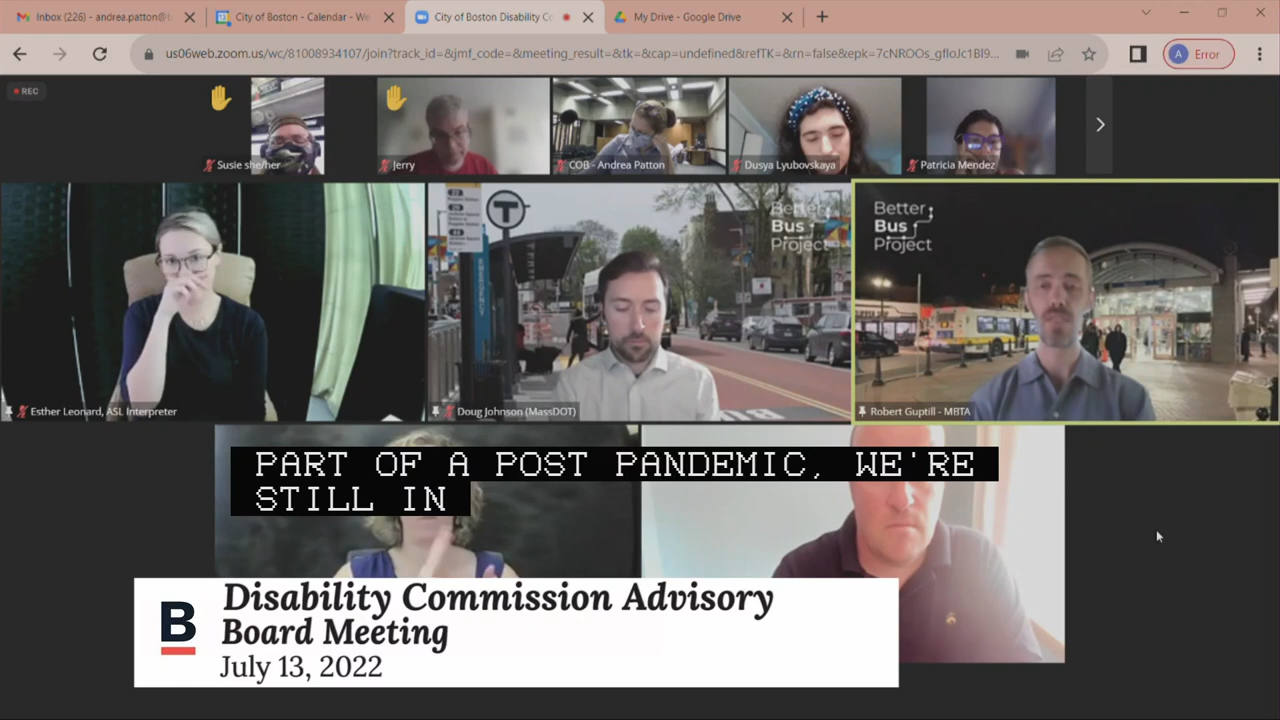 Inbox (226) - andrea.patton@b
City of Boston - Calendar - We
City of Boston Disability Co
My Drive - Google Drive
us06web.zoom.us/wc/81008934107/join?track_id=&jmf_code=&meeting_result=&tk=&cap=undefined&refTK=&rn=false&epk=7cNROOs_gfloJc1Bl9...
A
Error
REC
Susie she/her
Jerry
COB - Andrea Patton
Dusya Lyubovskaya
Patricia Mendez
Esther Leonard, ASL Interpreter
T
EMERGENCY
Better
Bus
Project
BUS
Doug Johnson (MassDOT)
Better
Bus
Project
Robert Guptill - MBTA
PART OF A POST PANDEMIC, WE'RE
STILL IN
B
Disability Commission Advisory
Board Meeting
July 13, 2022